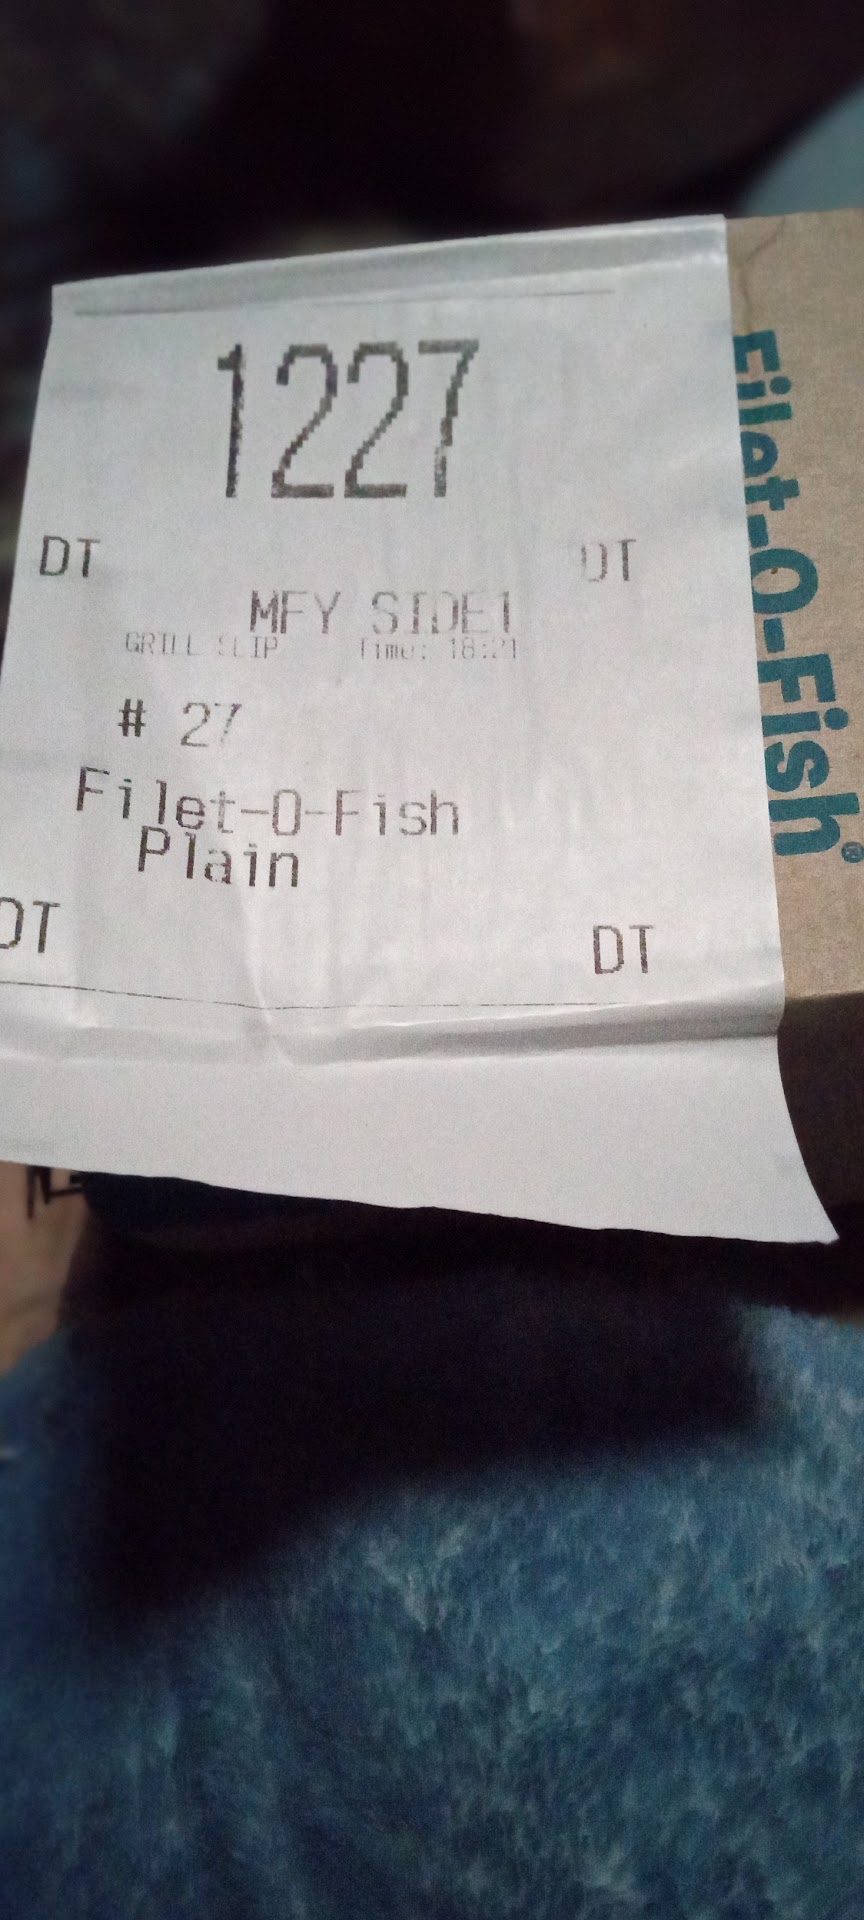 1227
DT DT
MFY SIDE1
GRILL SLIP Time: 18:21
# 27
Filet-O-Fish
Plain
DT DT
Filet-O-Fish®